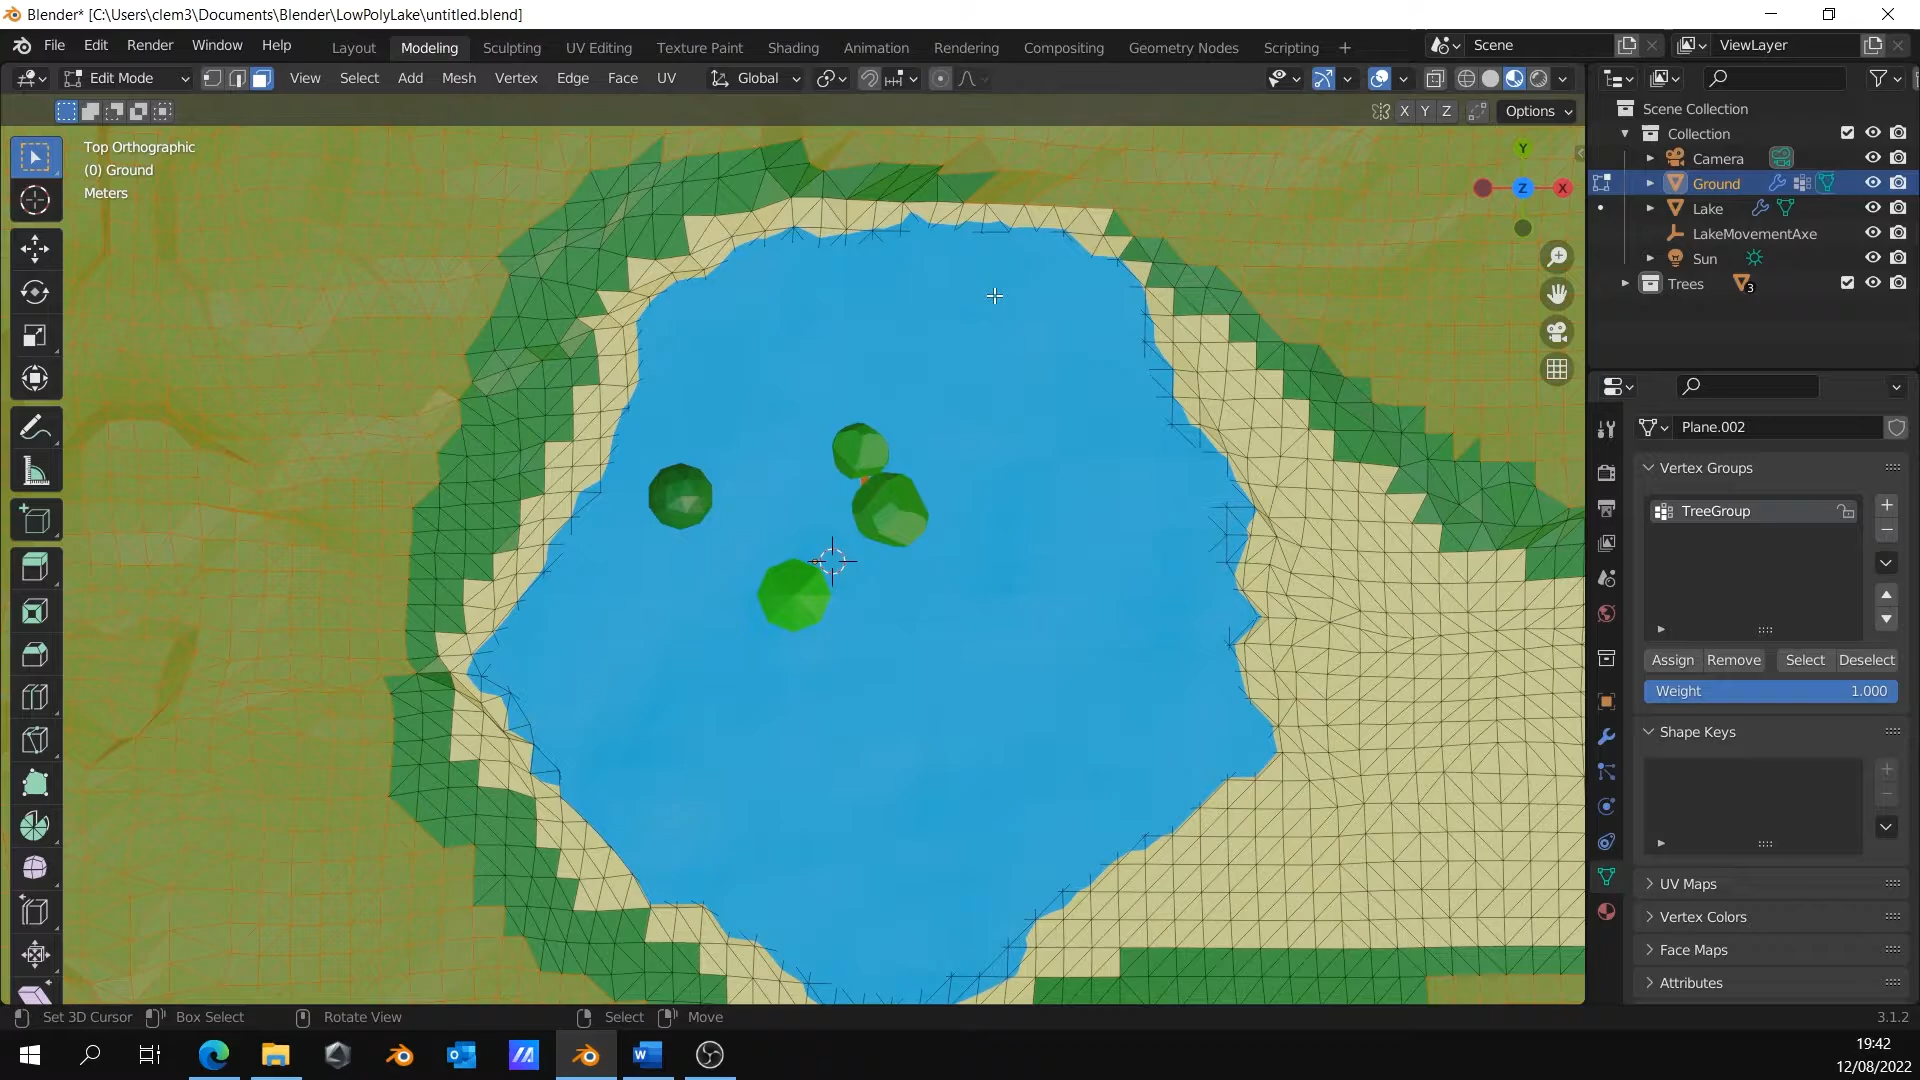 Blender* [C:\Users\clem3\Documents\Blender\LowPolyLake\untitled.blend]
File Edit Render Window Help Layout Modeling Sculpting UV Editing Texture Paint Shading Animation Rendering Compositing Geometry Nodes Scripting + Scene ViewLayer
Edit Mode View Select Add Mesh Vertex Edge Face UV Global
X Y Z Options
Top Orthographic
(0) Ground
Meters
Y
Z X
Scene Collection
Collection
Camera
Ground
Lake
LakeMovementAxe
Sun
Trees 3
Plane.002
Vertex Groups
TreeGroup
Assign Remove Select Deselect
Weight 1.000
Shape Keys
UV Maps
Vertex Colors
Face Maps
Attributes
Set 3D Cursor Box Select Rotate View Select Move 3.1.2
19:42
12/08/2022